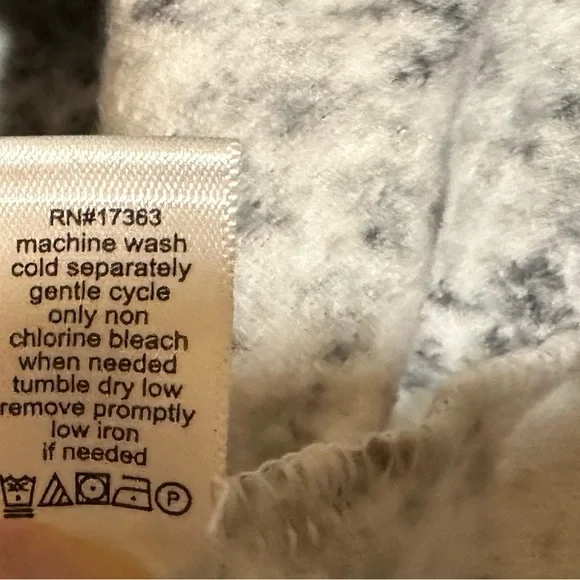 RN#17363
machine wash
cold separately
gentle cycle
only non
chlorine bleach
when needed
tumble dry low
remove promptly
low iron
if needed
P